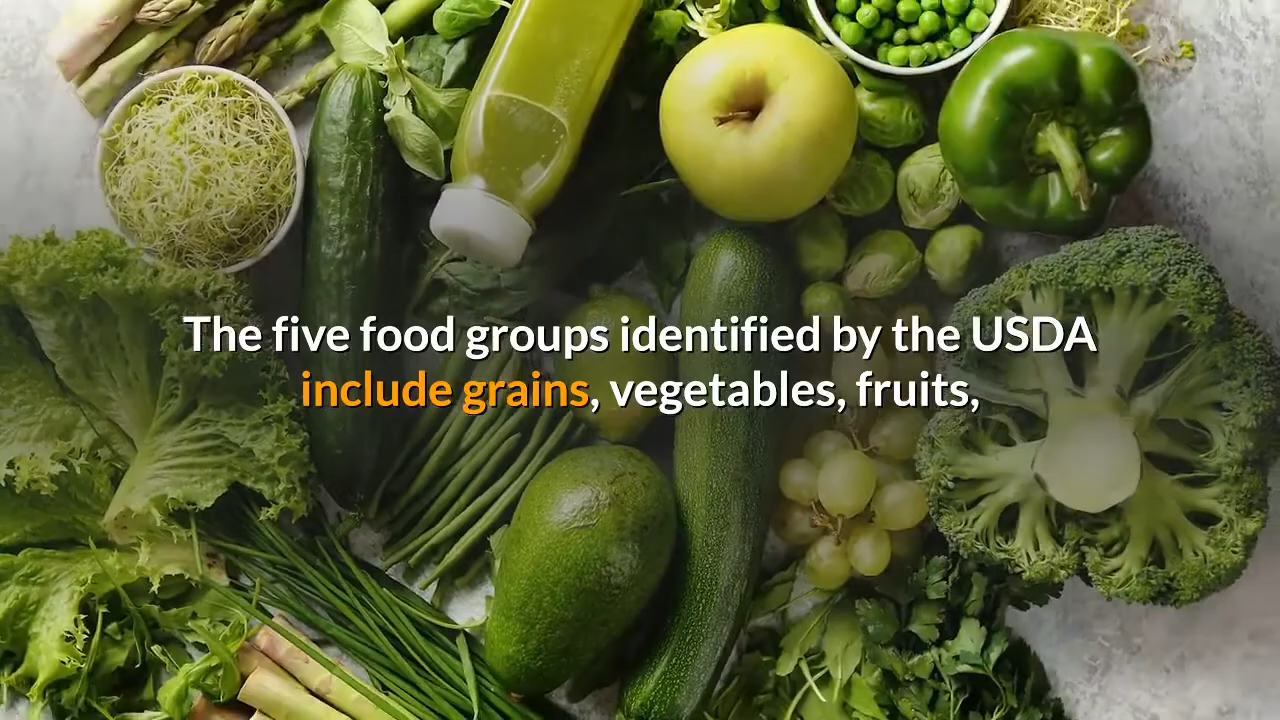 The five food groups identified by the USDA
include grains, vegetables, fruits,